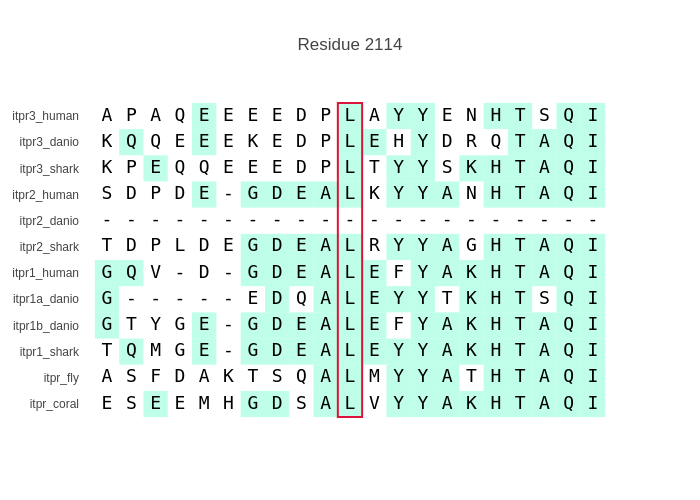 Residue 2114
itpr3_human A P A Q E E E E D P L A Y Y E N H T S Q I
itpr3_danio K Q Q E E E K E D P L E H Y D R Q T A Q I
itpr3_shark K P E Q Q E E E D P L T Y Y S K H T A Q I
itpr2_human S D P D E - G D E A L K Y Y A N H T A Q I
itpr2_danio - - - - - - - - - - - - - - - - - - - - -
itpr2_shark T D P L D E G D E A L R Y Y A G H T A Q I
itpr1_human G Q V - D - G D E A L E F Y A K H T A Q I
itpr1a_danio G - - - - - E D Q A L E Y Y T K H T S Q I
itpr1b_danio G T Y G E - G D E A L E F Y A K H T A Q I
itpr1_shark T Q M G E - G D E A L E Y Y A K H T A Q I
itpr_fly A S F D A K T S Q A L M Y Y A T H T A Q I
itpr_coral E S E E M H G D S A L V Y Y A K H T A Q I